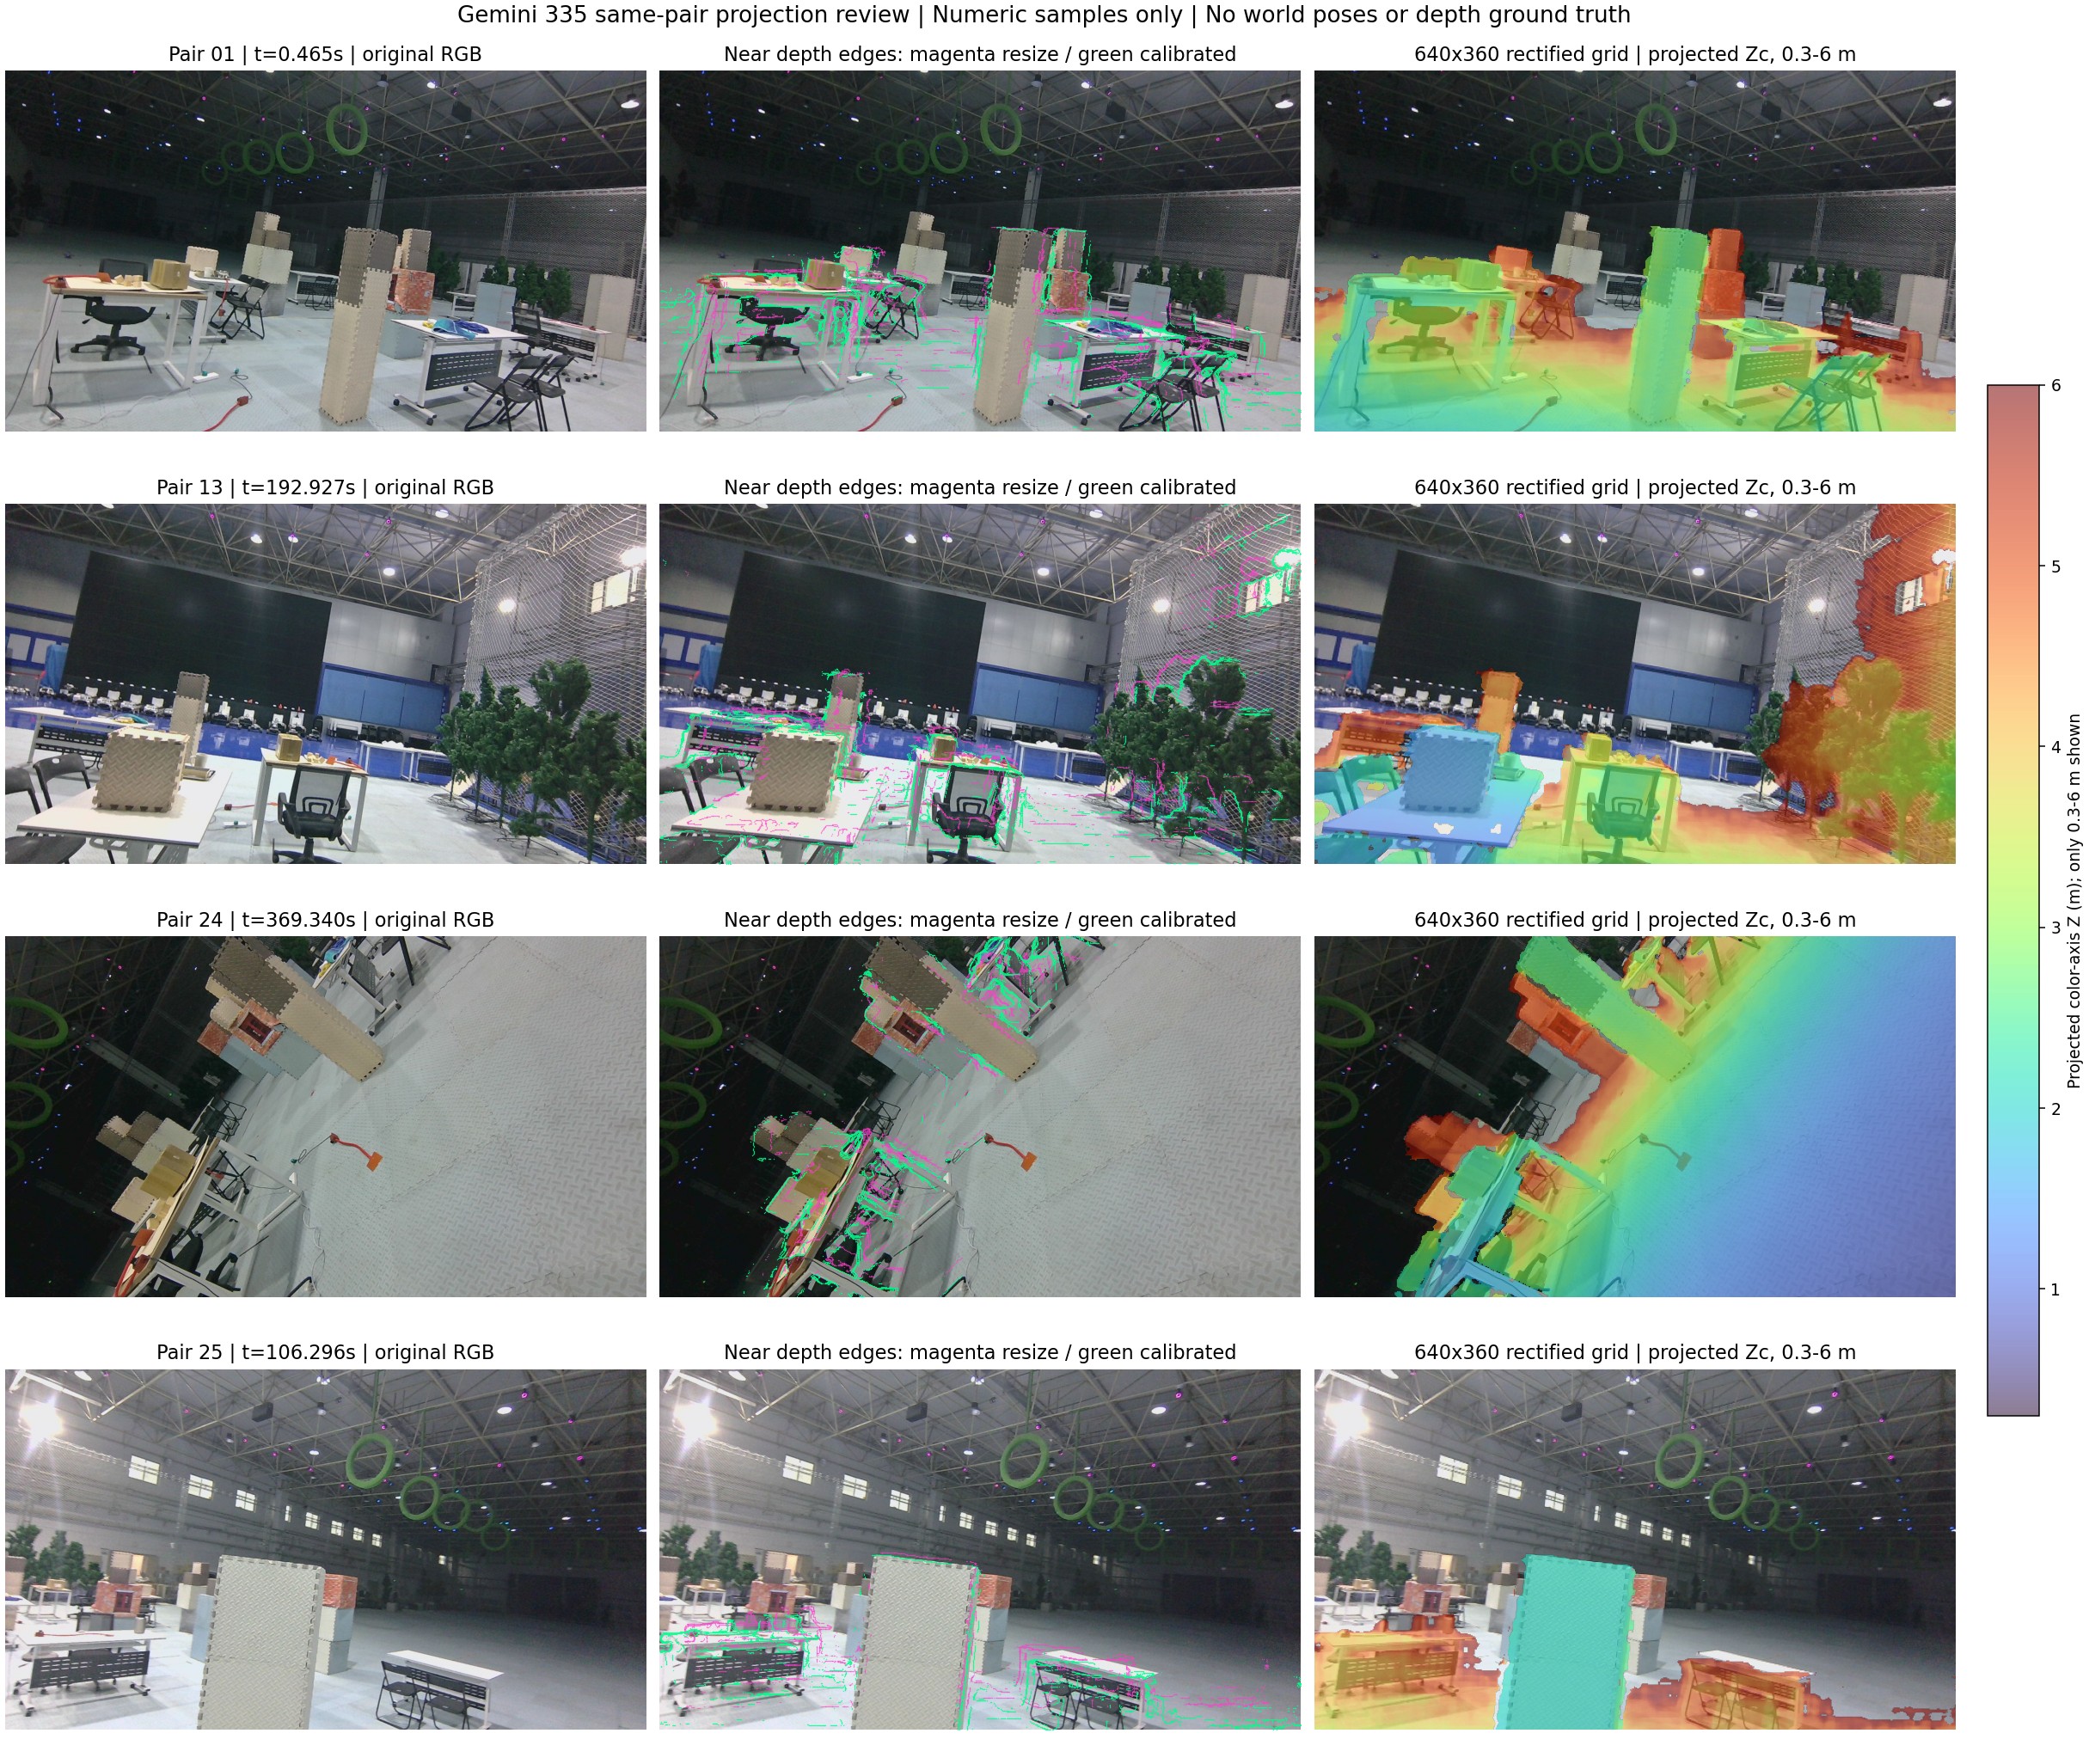 Gemini 335 same-pair projection review | Numeric samples only | No world poses or depth ground truth
Pair 01 | t=0.465s | original RGB
Near depth edges: magenta resize / green calibrated
640x360 rectified grid | projected Zc, 0.3-6 m
Pair 13 | t=192.927s | original RGB
Near depth edges: magenta resize / green calibrated
640x360 rectified grid | projected Zc, 0.3-6 m
Pair 24 | t=369.340s | original RGB
Near depth edges: magenta resize / green calibrated
640x360 rectified grid | projected Zc, 0.3-6 m
Pair 25 | t=106.296s | original RGB
Near depth edges: magenta resize / green calibrated
640x360 rectified grid | projected Zc, 0.3-6 m
6
5
4
3
2
1
Projected color-axis Z (m); only 0.3-6 m shown